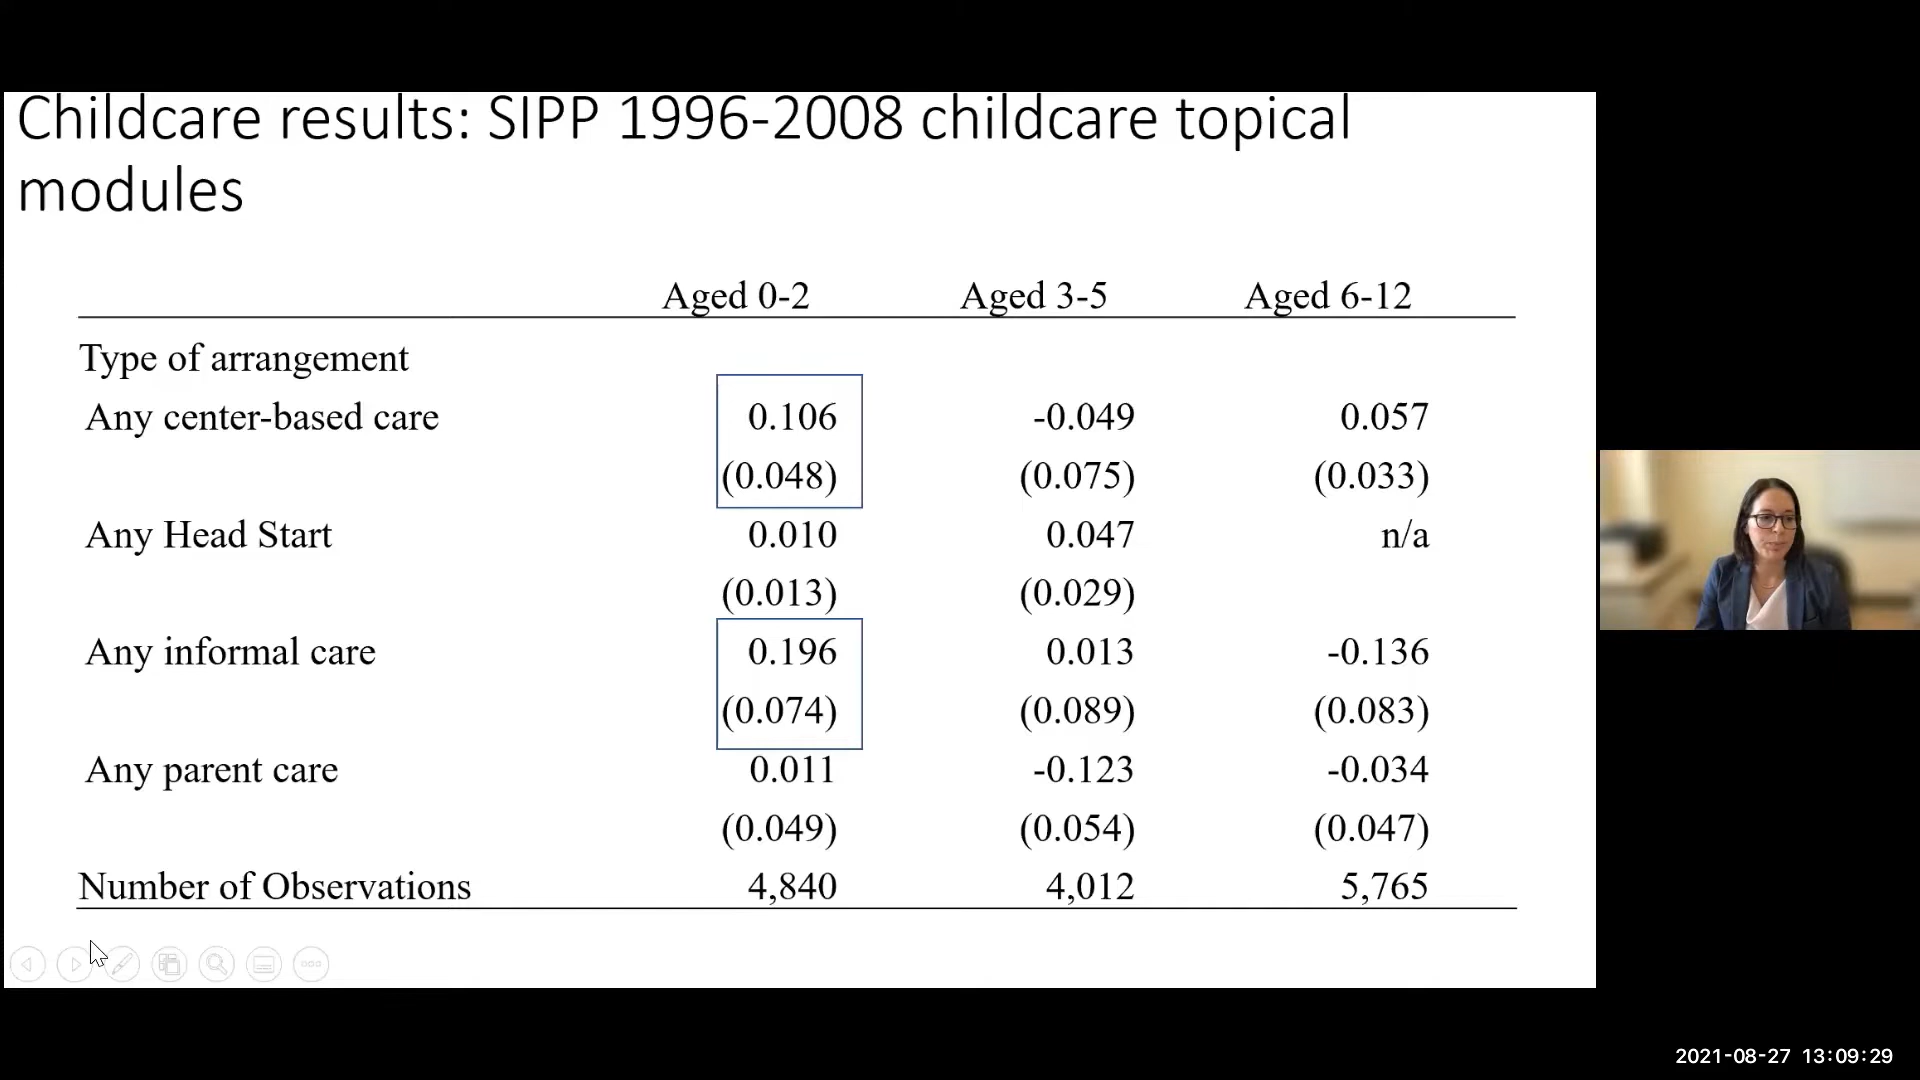 Childcare results: SIPP 1996-2008 childcare topical
modules
Aged 0-2 Aged 3-5 Aged 6-12
Type of arrangement
Any center-based care 0.106 -0.049 0.057
(0.048) (0.075) (0.033)
Any Head Start 0.010 0.047 n/a
(0.013) (0.029)
Any informal care 0.196 0.013 -0.136
(0.074) (0.089) (0.083)
Any parent care 0.011 -0.123 -0.034
(0.049) (0.054) (0.047)
Number of Observations 4,840 4,012 5,765
2021-08-27 13:09:29